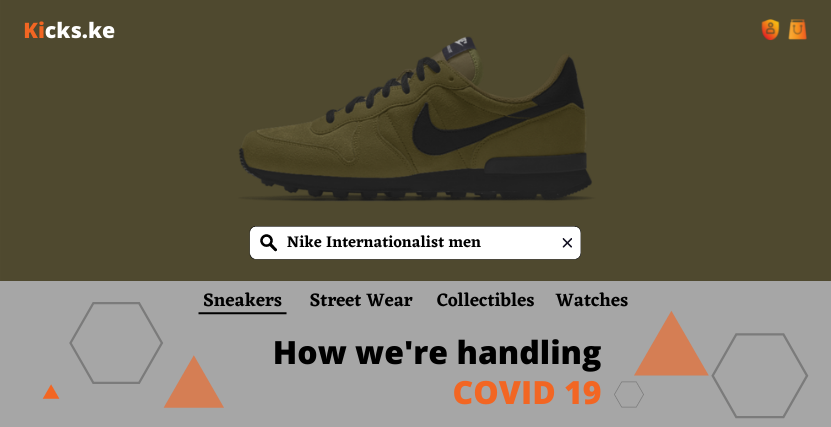 Kicks.ke
Nike Internationalist men
Sneakers Street Wear Collectibles Watches
How we're handling
COVID 19